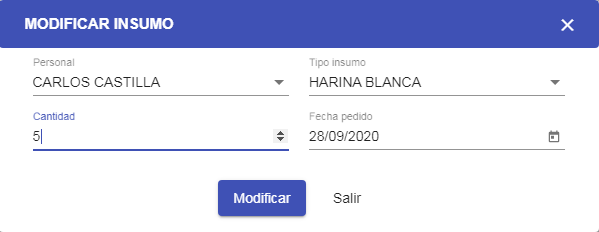 MODIFICAR INSUMO
Personal
CARLOS CASTILLA
Tipo insumo
HARINA BLANCA
Cantidad
5
Fecha pedido
28/09/2020
Modificar
Salir